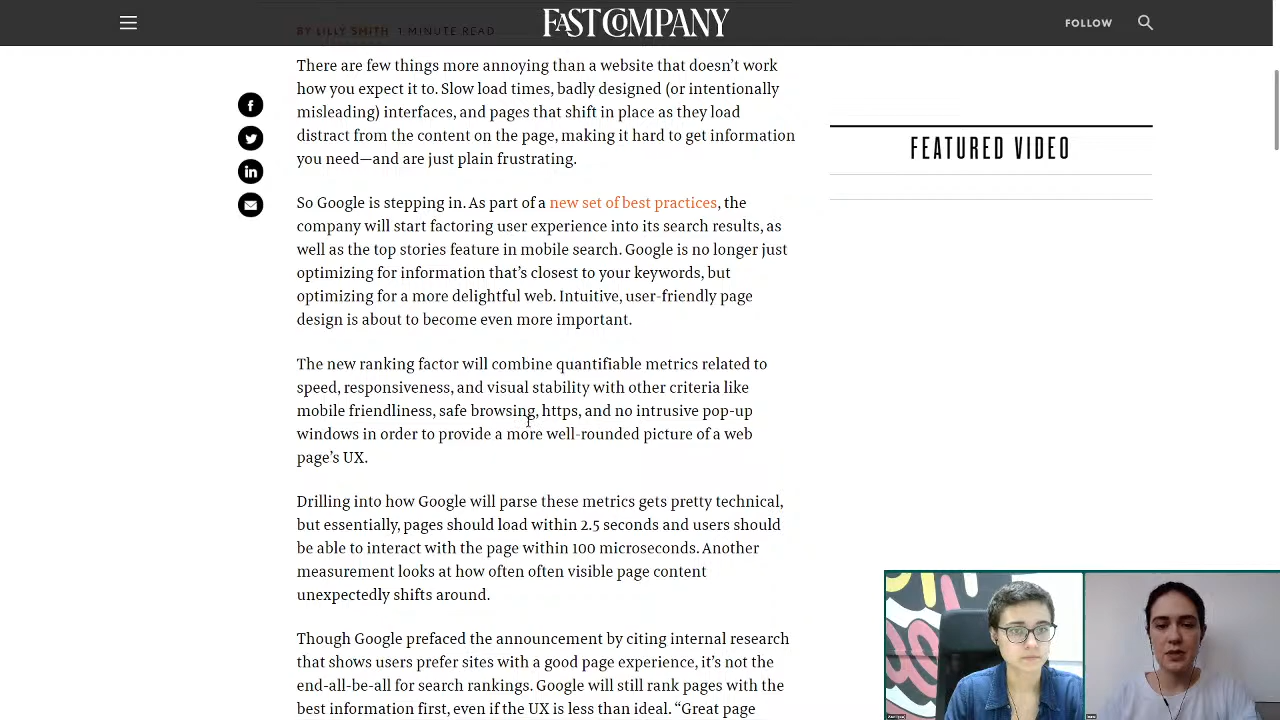 FAST COMPANY
FOLLOW
BY LILLY SMITH 1 MINUTE READ
There are few things more annoying than a website that doesn’t work
how you expect it to. Slow load times, badly designed (or intentionally
misleading) interfaces, and pages that shift in place as they load
distract from the content on the page, making it hard to get information
you need—and are just plain frustrating.
So Google is stepping in. As part of a new set of best practices, the
company will start factoring user experience into its search results, as
well as the top stories feature in mobile search. Google is no longer just
optimizing for information that’s closest to your keywords, but
optimizing for a more delightful web. Intuitive, user-friendly page
design is about to become even more important.
The new ranking factor will combine quantifiable metrics related to
speed, responsiveness, and visual stability with other criteria like
mobile friendliness, safe browsing, https, and no intrusive pop-up
windows in order to provide a more well-rounded picture of a web
page’s UX.
Drilling into how Google will parse these metrics gets pretty technical,
but essentially, pages should load within 2.5 seconds and users should
be able to interact with the page within 100 microseconds. Another
measurement looks at how often often visible page content
unexpectedly shifts around.
Though Google prefaced the announcement by citing internal research
that shows users prefer sites with a good page experience, it’s not the
end-all-be-all for search rankings. Google will still rank pages with the
best information first, even if the UX is less than ideal. “Great page
FEATURED VIDEO